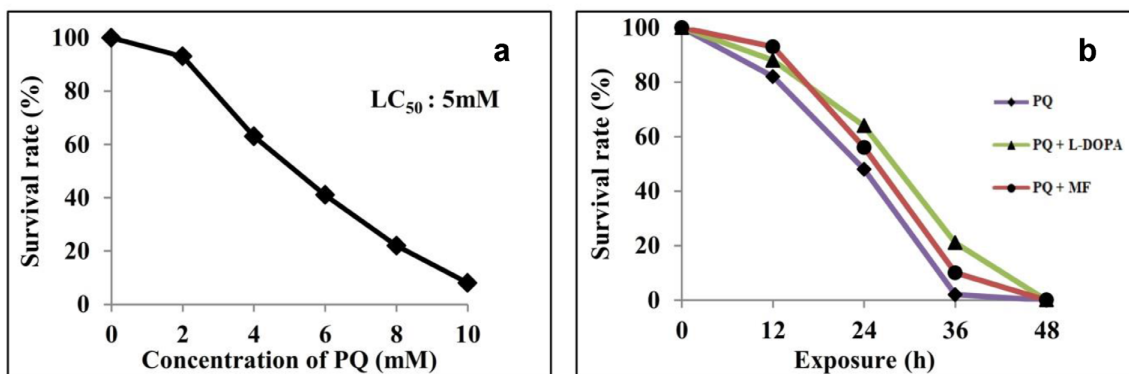 a
LC50 : 5mM
Survival rate (%)
100
80
60
40
20
0
0 2 4 6 8 10
Concentration of PQ (mM)
b
Survival rate (%)
100
80
60
40
20
0
PQ
PQ + L-DOPA
PQ + MF
0 12 24 36 48
Exposure (h)